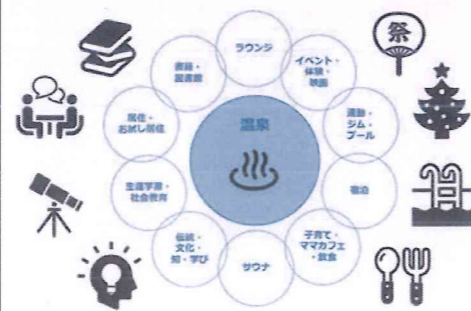 ラウンジ
イベント・
体験・
映画
運動・
ジム・
プール
宿泊
子育て・
ママカフェ
・飲食
サウナ
伝統・
文化・
知・学び
生涯学習・
社会教育
居住・
お試し居住
書籍・
図書館
温泉
祭